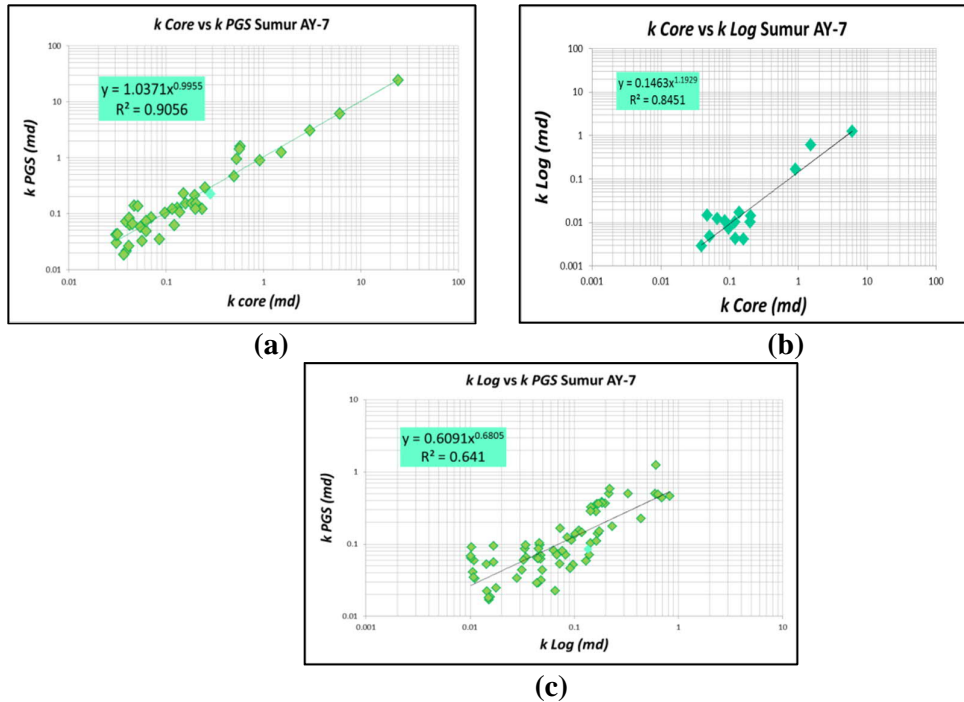 k Core vs k PGS Sumur AY-7
100
10
1
0.1
0.01
k PGS (md)
y = 1.0371x^0.9955
R² = 0.9056
0.01 0.1 1 10 100
k core (md)
(a)
k Core vs k Log Sumur AY-7
100
10
1
0.1
0.01
0.001
k Log (md)
y = 0.1463x^1.1929
R² = 0.8451
0.001 0.01 0.1 1 10 100
k Core (md)
(b)
k Log vs k PGS Sumur AY-7
10
1
0.1
0.01
k PGS (md)
y = 0.6091x^0.6805
R² = 0.641
0.001 0.01 0.1 1 10
k Log (md)
(c)